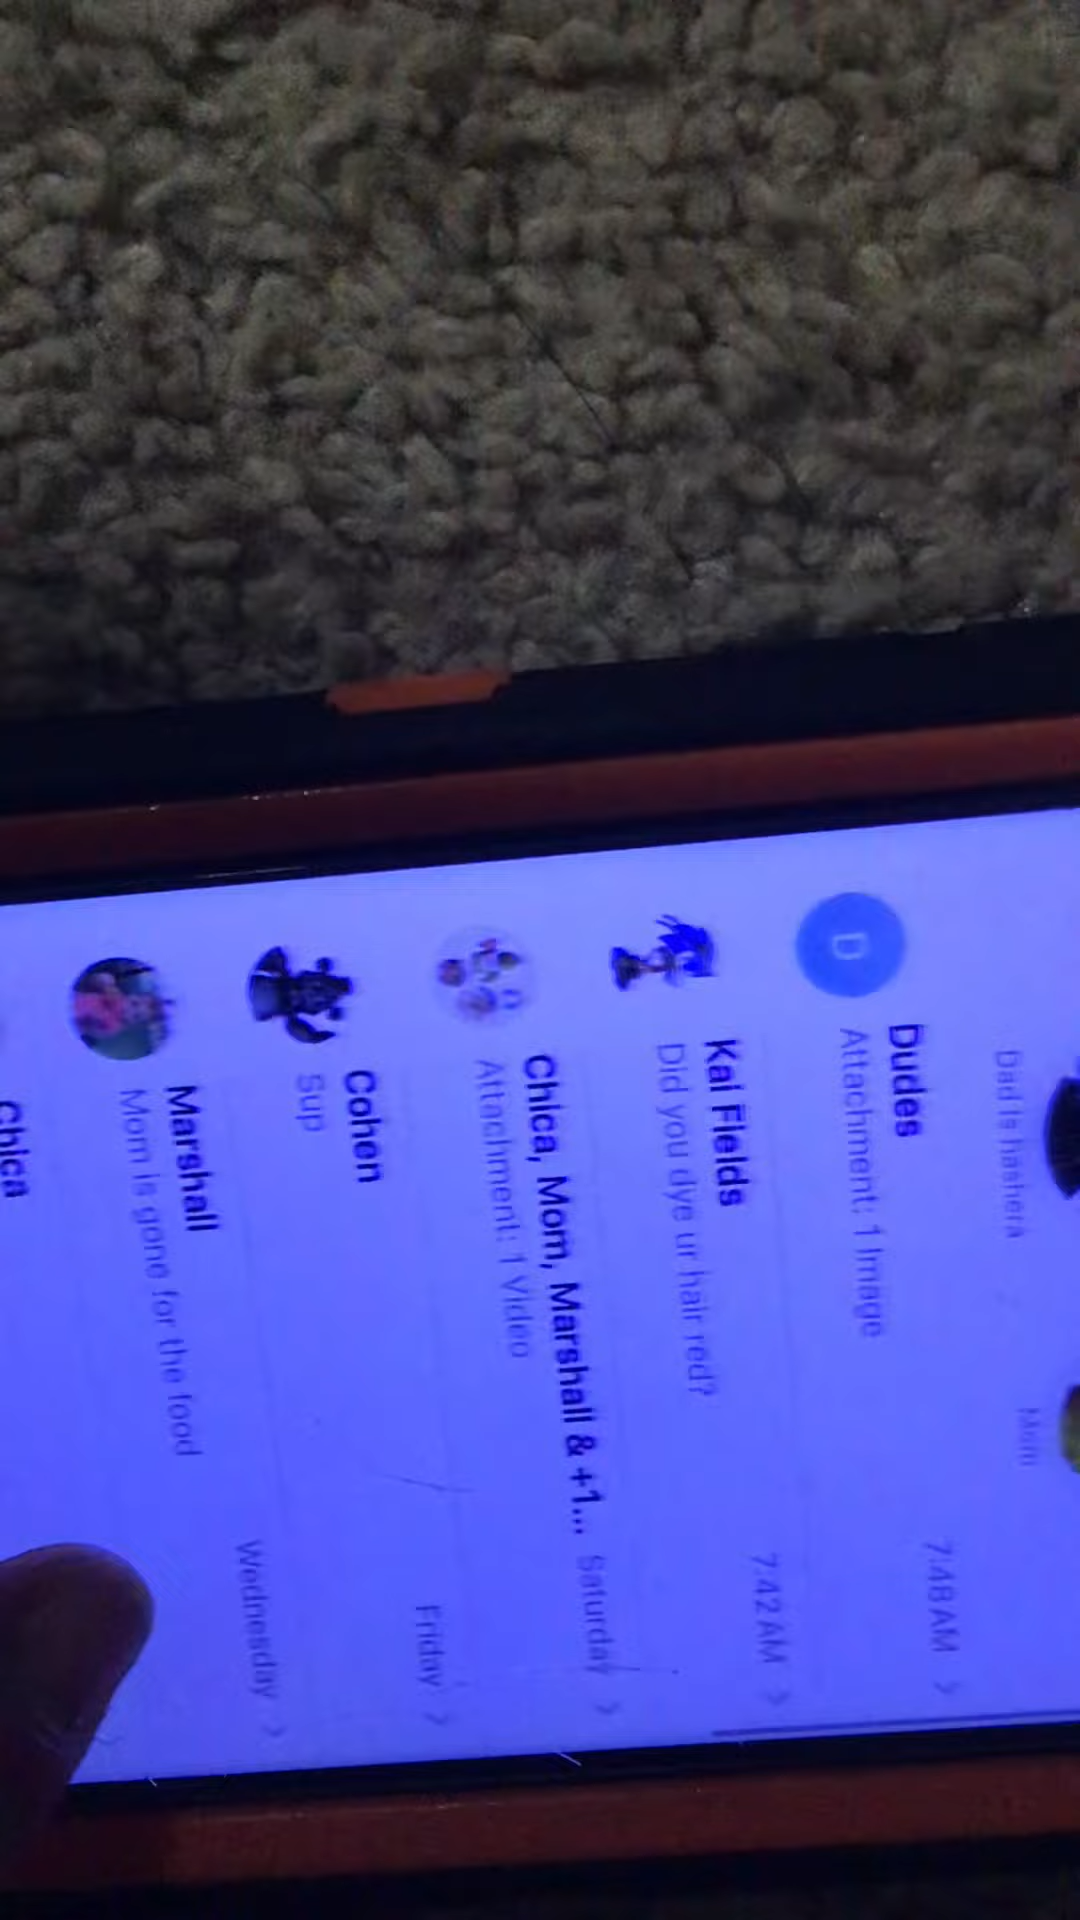 Dad is hashera
Mom
Dudes
7:48 AM
Attachment: 1 Image
D
Kai Fields
7:42 AM
Did you dye ur hair red?
Chica, Mom, Marshall & +1...
Saturday
Attachment: 1 Video
Cohen
Friday
Sup
Marshall
Wednesday
Mom is gone for the food
Chica